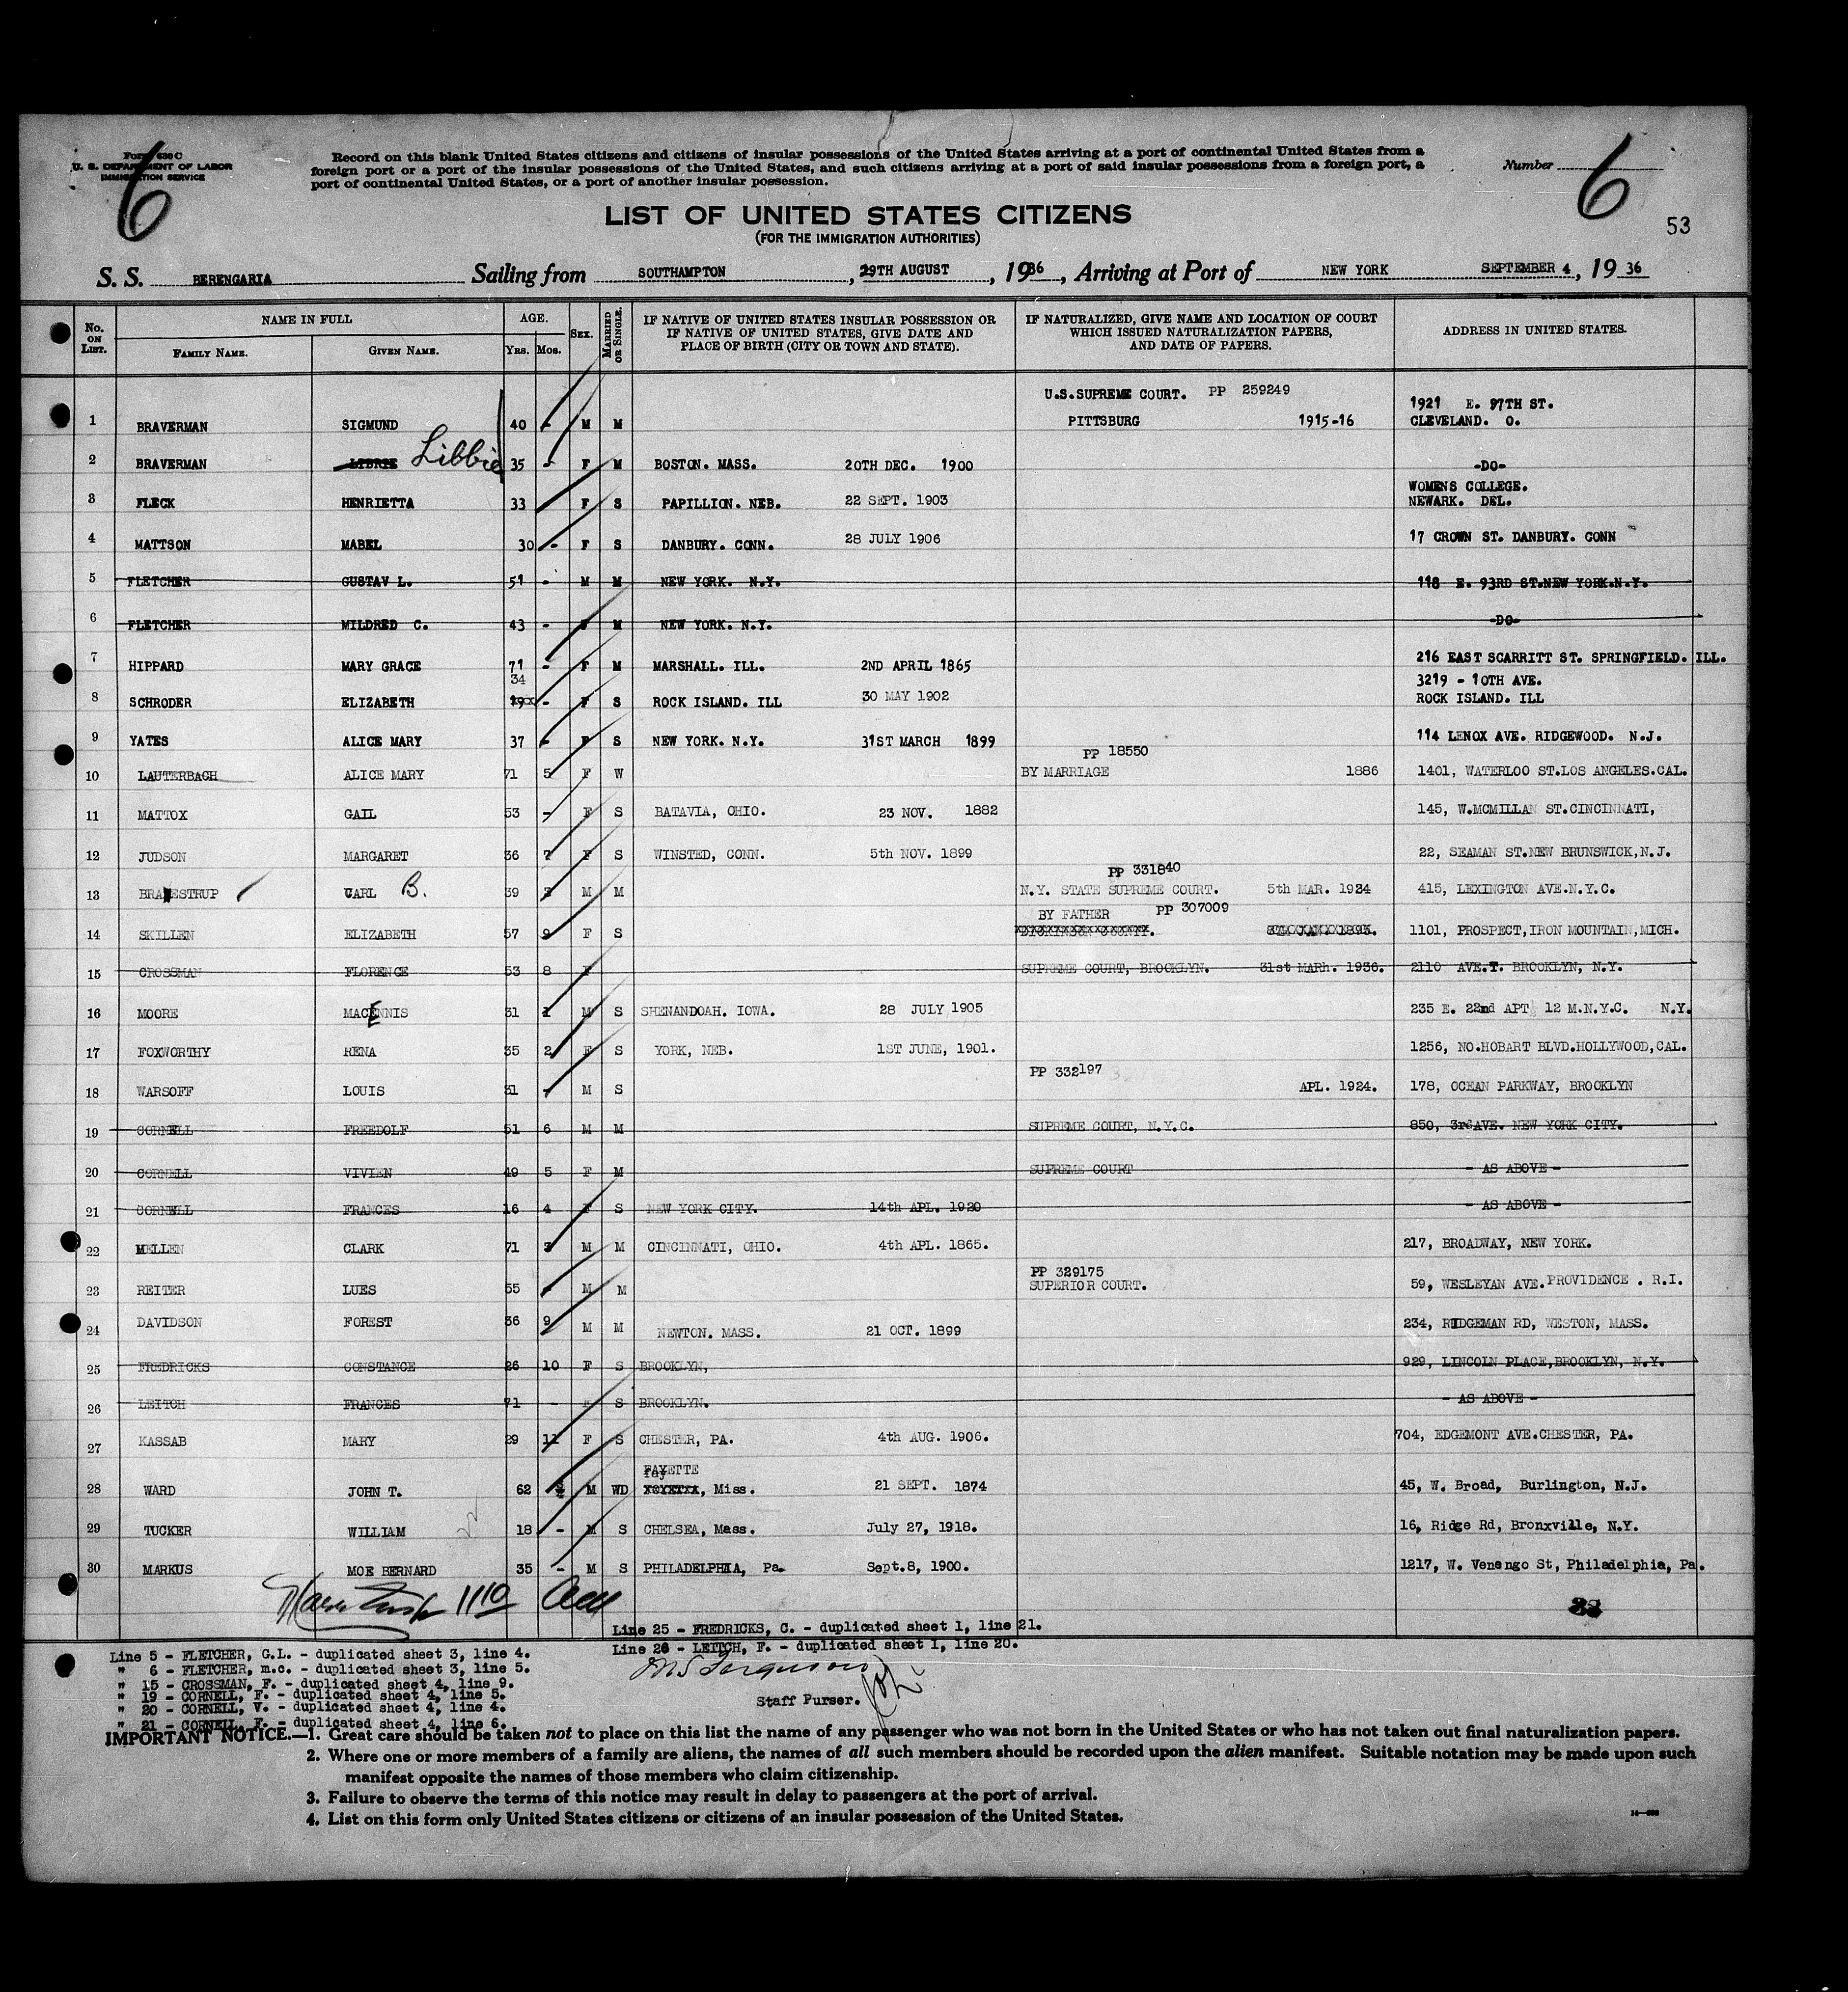 Form 630 C
U. S. DEPARTMENT OF LABOR
IMMIGRATION SERVICE
6
Record on this blank United States citizens and citizens of insular possessions of the United States arriving at a port of continental United States from a
foreign port or a port of the insular possessions of the United States, and such citizens arriving at a port of said insular possessions from a foreign port, a
port of continental United States, or a port of another insular possession.
Number
6
53
LIST OF UNITED STATES CITIZENS
(FOR THE IMMIGRATION AUTHORITIES)
S. S. BERENGARIA Sailing from SOUTHAMPTON, 29TH AUGUST, 1936, Arriving at Port of NEW YORK SEPTEMBER 4, 1936
No. ON LIST. NAME IN FULL FAMILY NAME. GIVEN NAME. AGE. YRS. MOS. SEX. MARRIED OR SINGLE. IF NATIVE OF UNITED STATES INSULAR POSSESSION OR IF NATIVE OF UNITED STATES, GIVE DATE AND PLACE OF BIRTH (CITY OR TOWN AND STATE). IF NATURALIZED, GIVE NAME AND LOCATION OF COURT WHICH ISSUED NATURALIZATION PAPERS, AND DATE OF PAPERS. ADDRESS IN UNITED STATES.
U.S.SUPREME COURT. PP 259249 1921 E. 97TH ST.
1 BRAVERMAN SIGMUND 40 - M M PITTSBURG 1915-16 CLEVELAND. O.
2 BRAVERMAN LIBRIE Libbie 35 - F M BOSTON. MASS. 20TH DEC. 1900 -DO-
WOMENS COLLEGE.
3 FLECK HENRIETTA 33 F S PAPILLION. NEB. 22 SEPT. 1903 NEWARK. DEL.
4 MATTSON MABEL 30 - F S DANBURY. CONN. 28 JULY 1906 17 CROWN ST. DANBURY. CONN
5 FLETCHER GUSTAV L. 51 - M M NEW YORK. N.Y. 118 E. 93RD ST.NEW YORK.N.Y.
6 FLETCHER MILDRED C. 43 - F M NEW YORK. N.Y. -DO-
7 HIPPARD MARY GRACE 71 - F M MARSHALL. ILL. 2ND APRIL 1865 216 EAST SCARRITT ST. SPRINGFIELD. ILL.
34 3219 - 10TH AVE.
8 SCHRODER ELIZABETH - F S ROCK ISLAND. ILL 30 MAY 1902 ROCK ISLAND. ILL
9 YATES ALICE MARY 37 - F S NEW YORK. N.Y. 31ST MARCH 1899 114 LENOX AVE. RIDGEWOOD. N.J.
PP 18550
10 LAUTERBACH ALICE MARY 71 5 F W BY MARRIAGE 1886 1401, WATERLOO ST.LOS ANGELES.CAL.
11 MATTOX GAIL 53 - F S BATAVIA, OHIO. 23 NOV. 1882 145, W.MCMILLAN ST.CINCINNATI,
12 JUDSON MARGARET 36 7 F S WINSTED, CONN. 5th NOV. 1899 22, SEAMAN ST.NEW BRUNSWICK,N.J.
PP 331840
13 BRAESTRUP CARL B. 39 3 M M N.Y. STATE SUPREME COURT. 5th MAR. 1924 415, LEXINGTON AVE.N.Y.C.
BY FATHER PP 307009
14 SKILLEN ELIZABETH 57 9 F S 1101, PROSPECT,IRON MOUNTAIN,MICH.
15 CROSSMAN FLORENCE 53 8 F SUPREME COURT, BROOKLYN. 31st MARh. 1936. 2110 AVE.T. BROOKLYN, N.Y.
16 MOORE MACENNIS 31 1 M S SHENANDOAH. IOWA. 28 JULY 1905 235 E. 22nd APT 12 M.N.Y.C. N.Y.
17 FOXWORTHY RENA 35 2 F S YORK, NEB. 1ST JUNE, 1901. 1256, NO.HOBART BLVD.HOLLYWOOD,CAL.
PP 332197
18 WARSOFF LOUIS 31 - M S APL. 1924. 178, OCEAN PARKWAY, BROOKLYN
19 CORNELL FREEDOLF 51 6 M M SUPREME COURT, N.Y.C. 850, 3rdAVE. NEW YORK CITY.
20 CORNELL VIVIEN 49 5 F M SUPREME COURT - AS ABOVE -
21 CORNELL FRANCES 16 4 F S NEW YORK CITY. 14th APL. 1920 - AS ABOVE -
22 MELLEN CLARK 71 3 M M CINCINNATI, OHIO. 4th APL. 1865. 217, BROADWAY, NEW YORK.
PP 329175
23 REITER LUES 55 - M M SUPERIOR COURT. 59, WESLEYAN AVE.PROVIDENCE . R.I.
24 DAVIDSON FOREST 36 9 M M NEWTON. MASS. 21 OCT. 1899 234, RIDGEMAN RD, WESTON, MASS.
25 FREDRICKS CONSTANCE 26 10 F S BROOKLYN, 929, LINCOLN PLACE,BROOKLYN, N.Y.
26 LEITCH FRANCES 71 - F S BROOKLYN. - AS ABOVE -
27 KASSAB MARY 29 11 F S CHESTER, PA. 4th AUG. 1906. 704, EDGEMONT AVE.CHESTER, PA.
FAYETTE
28 WARD JOHN T. 62 M WD Miss. 21 SEPT. 1874 45, W. Broad, Burlington, N.J.
29 TUCKER WILLIAM 18 - M S CHELSEA, Mass. July 27, 1918. 16, Ridge Rd, Bronxville, N.Y.
30 MARKUS MOE BERNARD 35 - M S PHILADELPHIA, Pa. Sept.8, 1900. 1217, W. Venengo St, Philadelphia, Pa.
Line 25 - FREDRICKS, C. - duplicated sheet 1, line 21.
Line 26 - LEITCH, F. - duplicated sheet 1, line 20.
Line 5 - FLETCHER, G.L. - duplicated sheet 3, line 4.
" 6 - FLETCHER, m.c. - duplicated sheet 3, line 5.
" 15 - CROSSMAN, F. - duplicated sheet 4, line 9.
" 19 - CORNELL, F. - duplicated sheet 4, line 5.
" 20 - CORNELL, V. - duplicated sheet 4, line 4.
" 21 - CORNELL, F. - duplicated sheet 4, line 6.
Ferguson
Staff Purser.
IMPORTANT NOTICE.—1. Great care should be taken not to place on this list the name of any passenger who was not born in the United States or who has not taken out final naturalization papers.
2. Where one or more members of a family are aliens, the names of all such members should be recorded upon the alien manifest. Suitable notation may be made upon such
manifest opposite the names of those members who claim citizenship.
3. Failure to observe the terms of this notice may result in delay to passengers at the port of arrival.
4. List on this form only United States citizens or citizens of an insular possession of the United States.